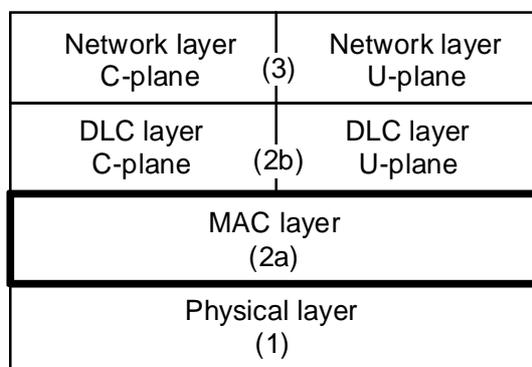 Network layer
C-plane
(3)
Network layer
U-plane
DLC layer
C-plane
(2b)
DLC layer
U-plane
MAC layer
(2a)
Physical layer
(1)